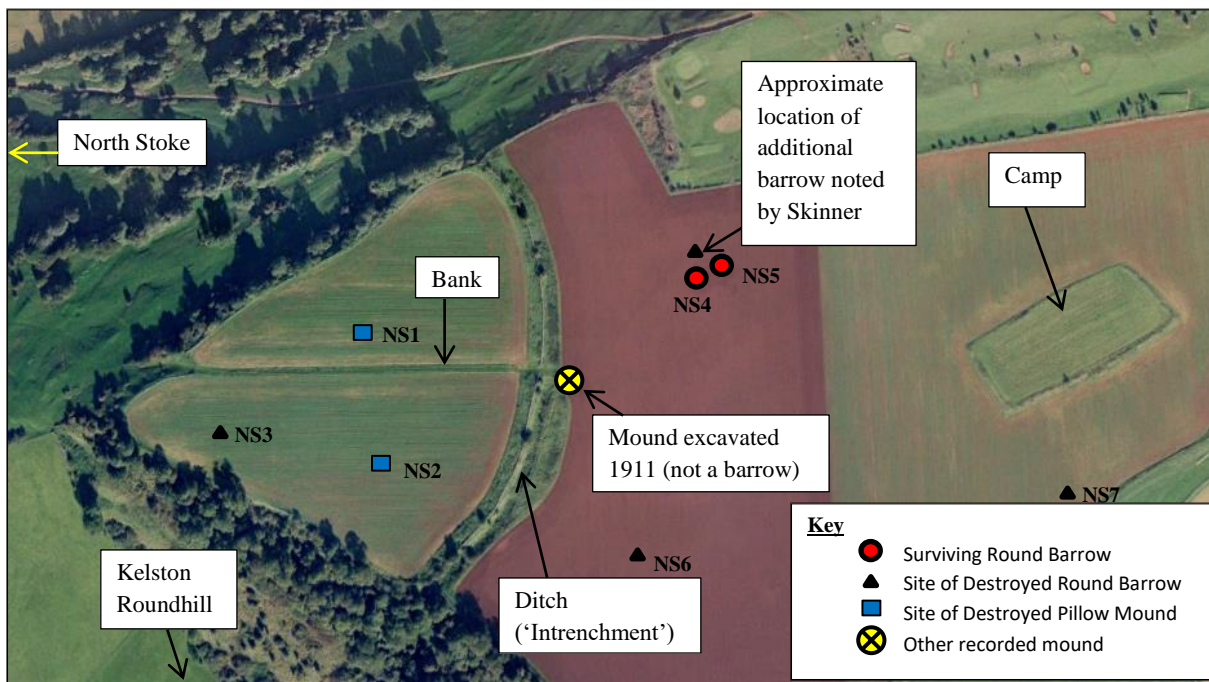 North Stoke
Approximate
location of
additional
barrow noted
by Skinner
Camp
Bank
NS5
NS4
NS1
NS3
NS2
Mound excavated
1911 (not a barrow)
NS7
NS6
Kelston
Roundhill
Ditch
(‘Intrenchment’)
Key
Surviving Round Barrow
Site of Destroyed Round Barrow
Site of Destroyed Pillow Mound
Other recorded mound